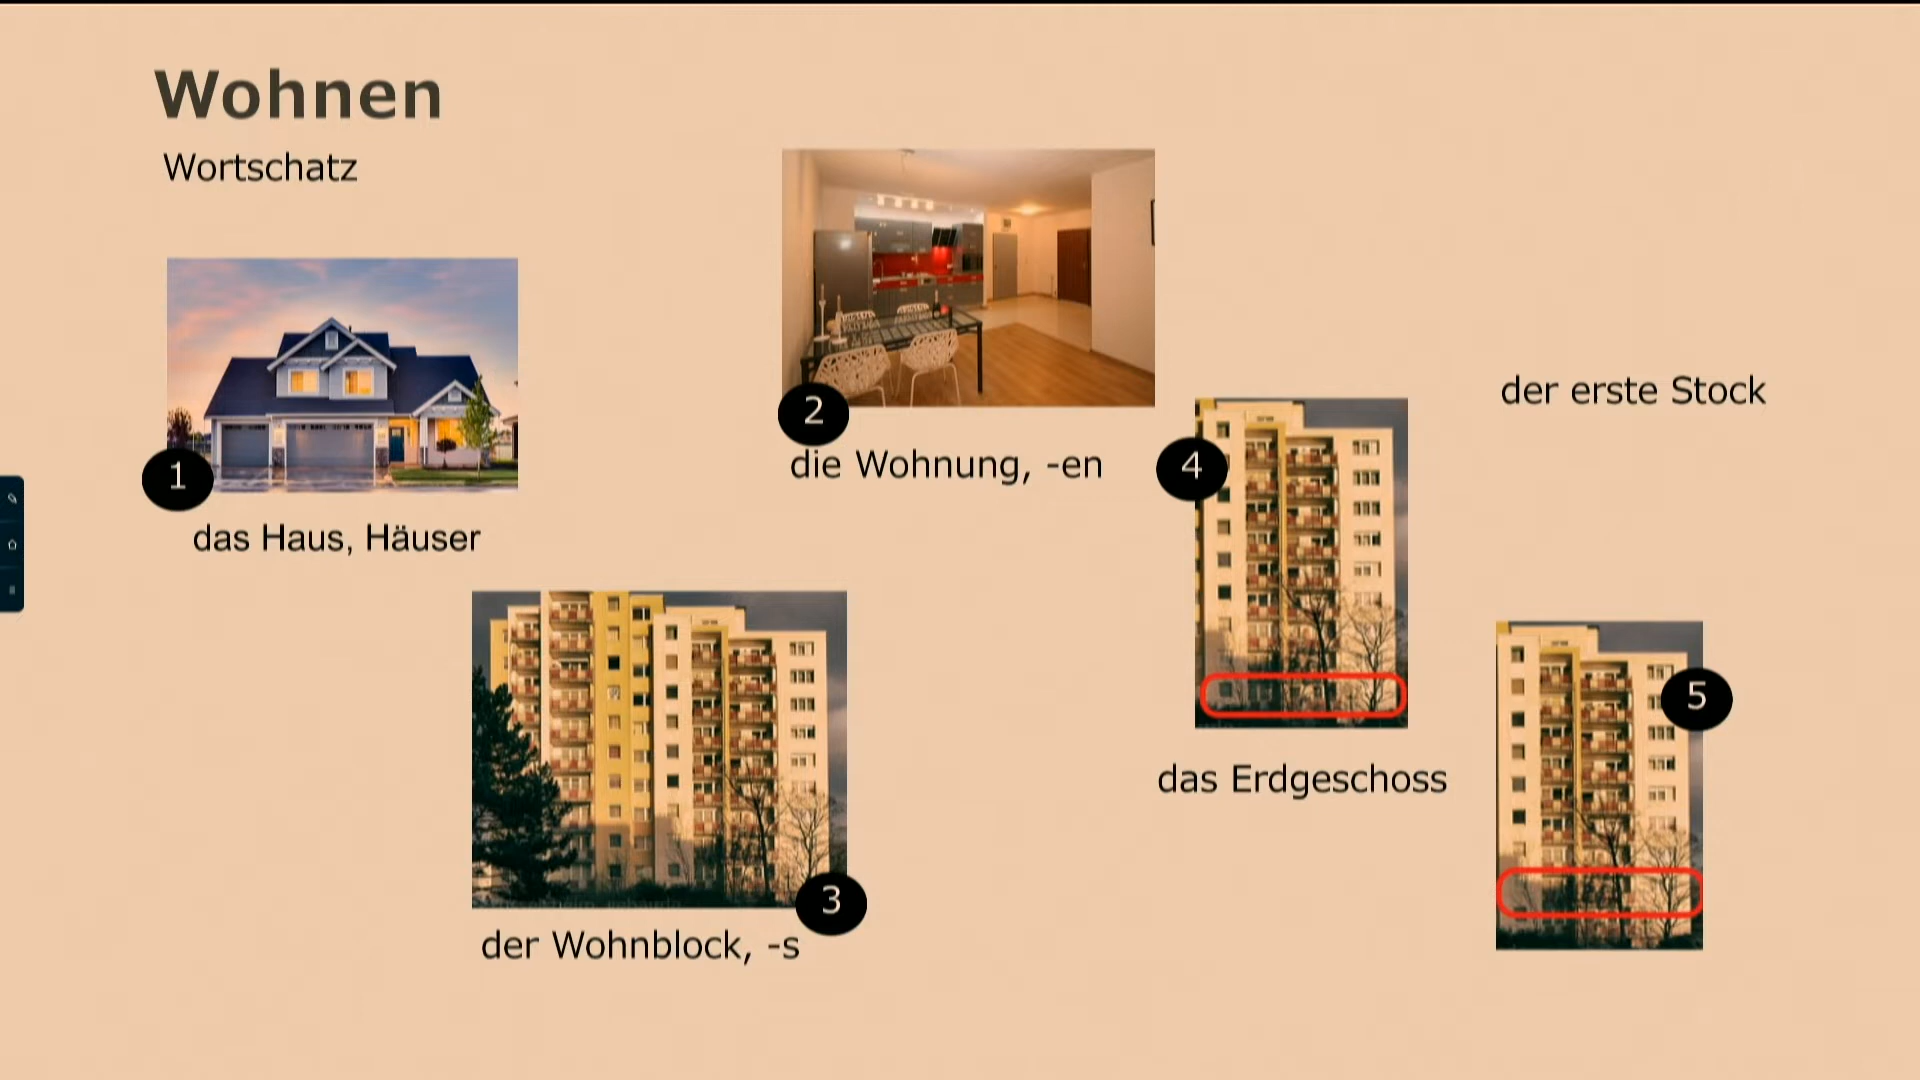 Wohnen
Wortschatz
1
das Haus, Häuser
2
die Wohnung, -en
3
der Wohnblock, -s
4
das Erdgeschoss
der erste Stock
5